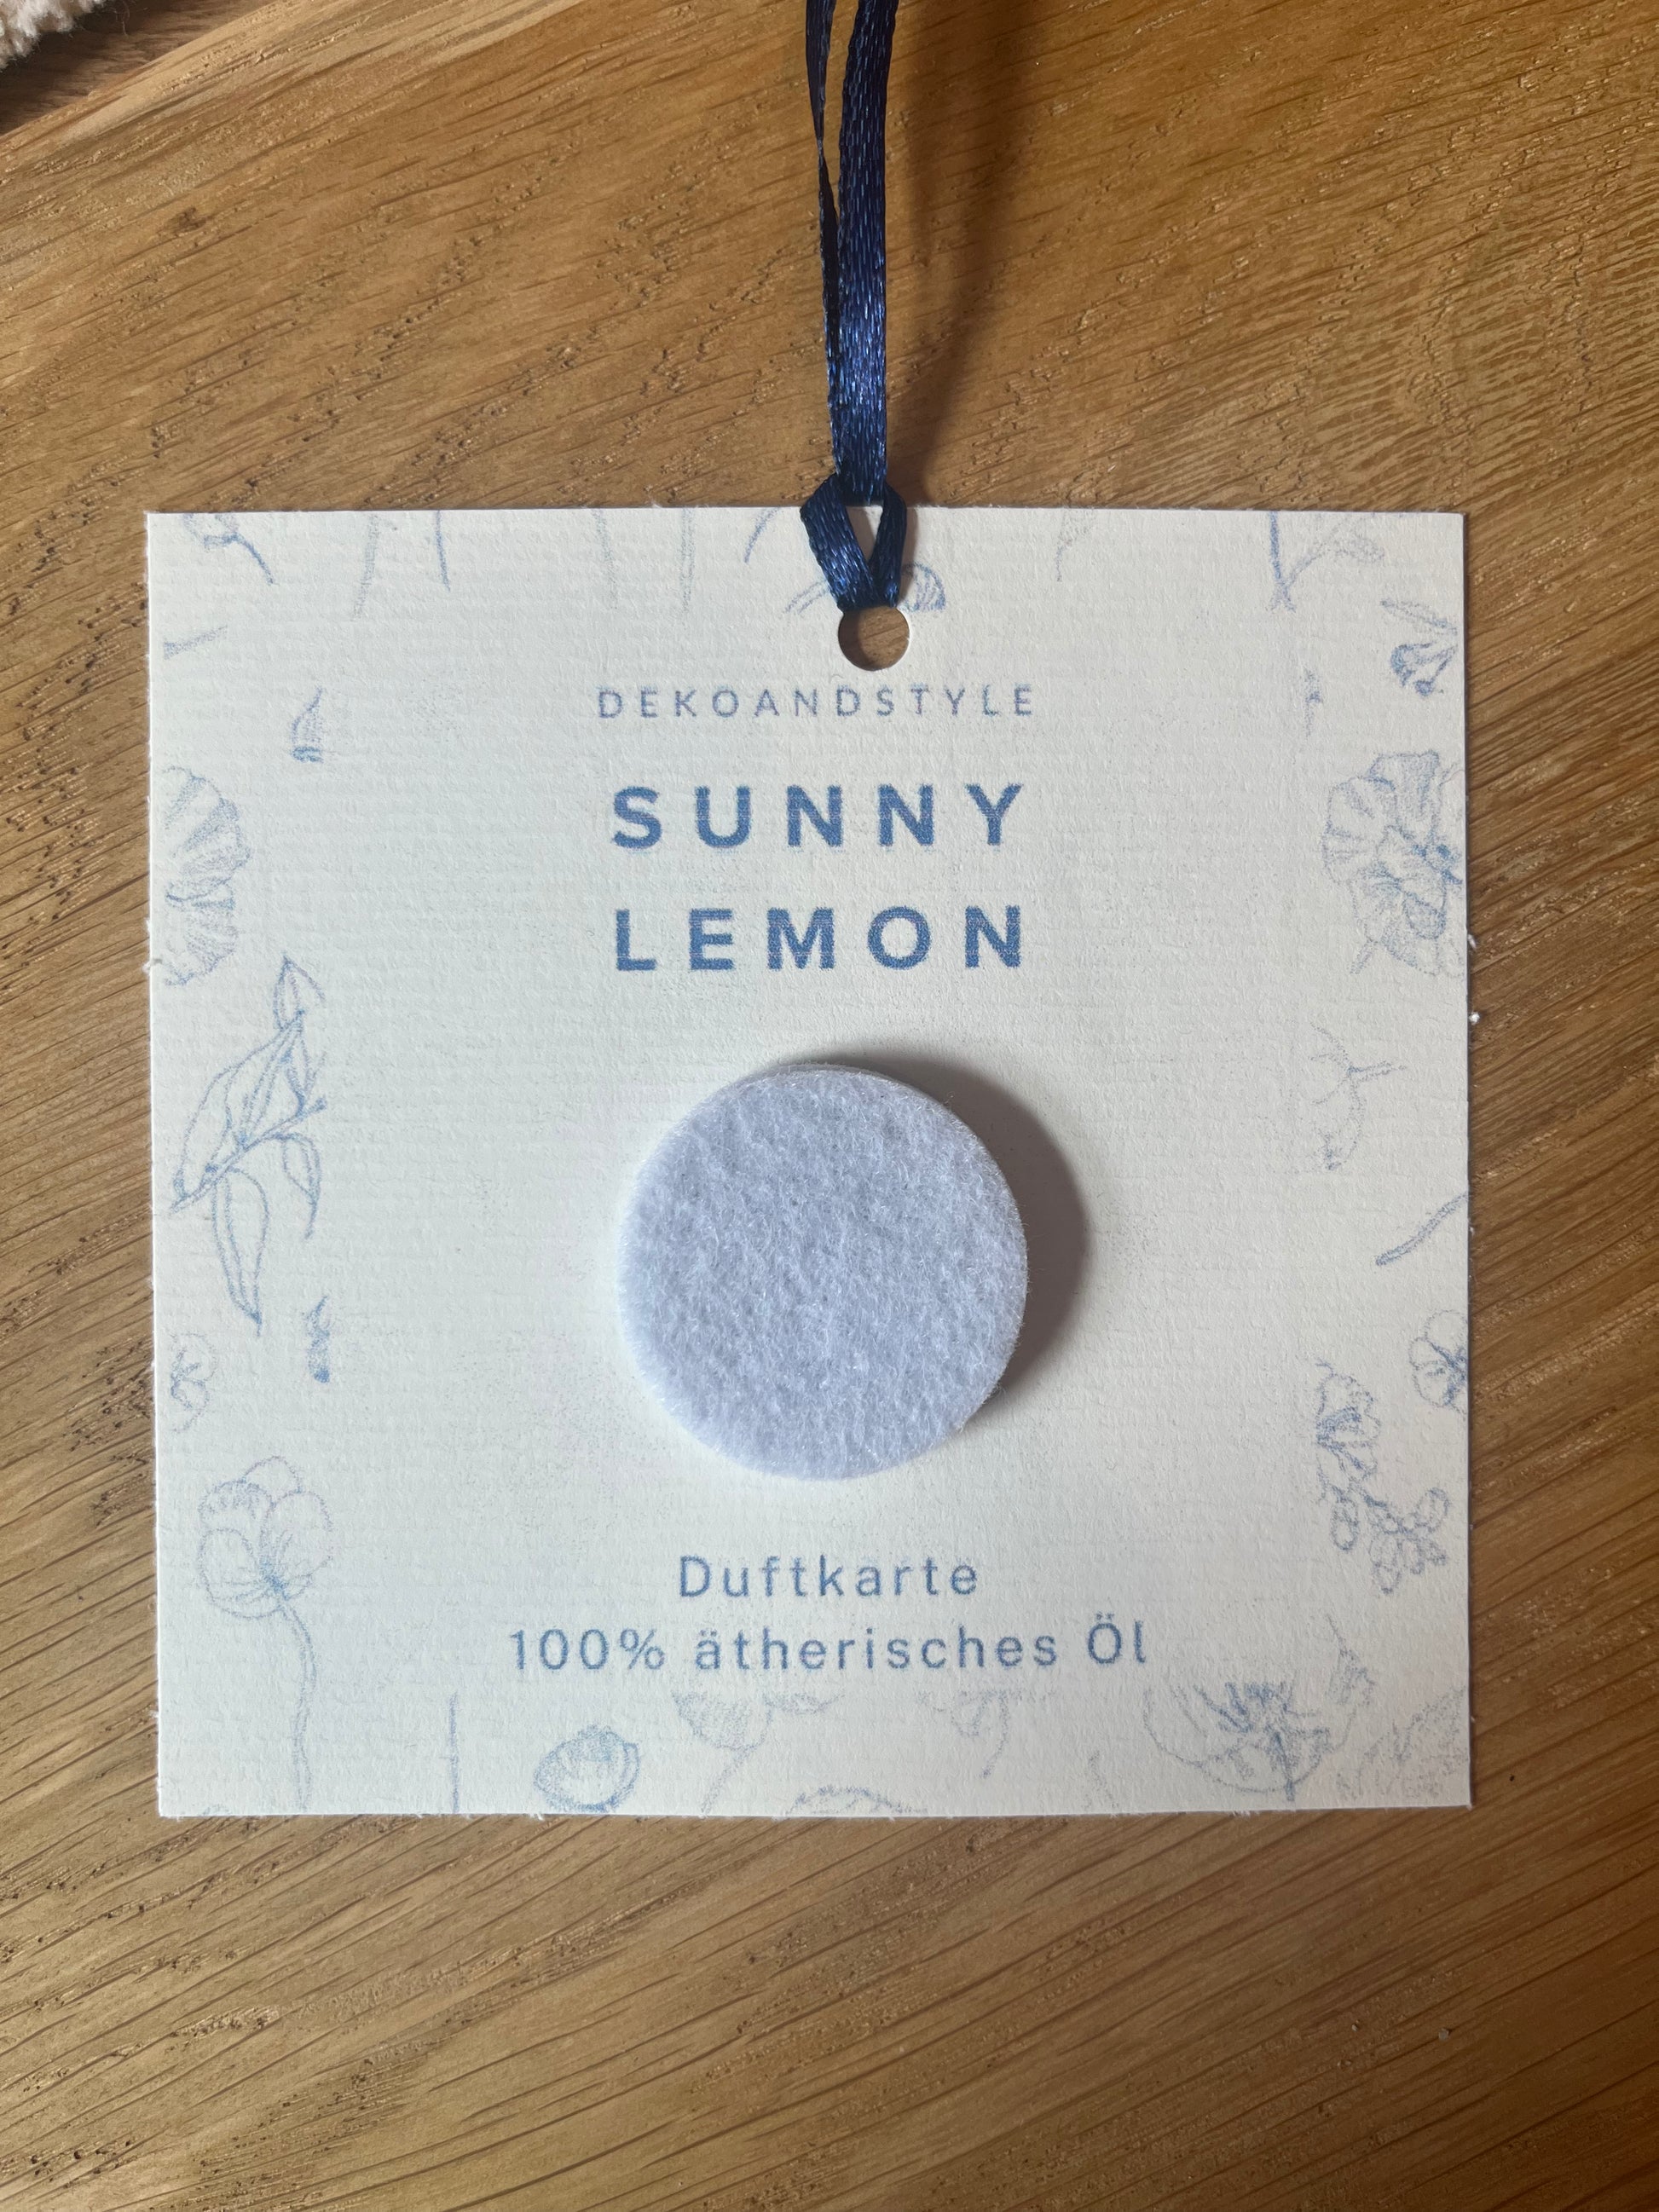 DEKOANDSTYLE
SUNNY
LEMON
Duftkarte
100% ätherisches Öl